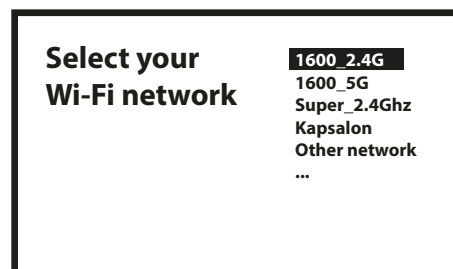 Select your
Wi-Fi network
1600_2.4G
1600_5G
Super_2.4Ghz
Kapsalon
Other network
...